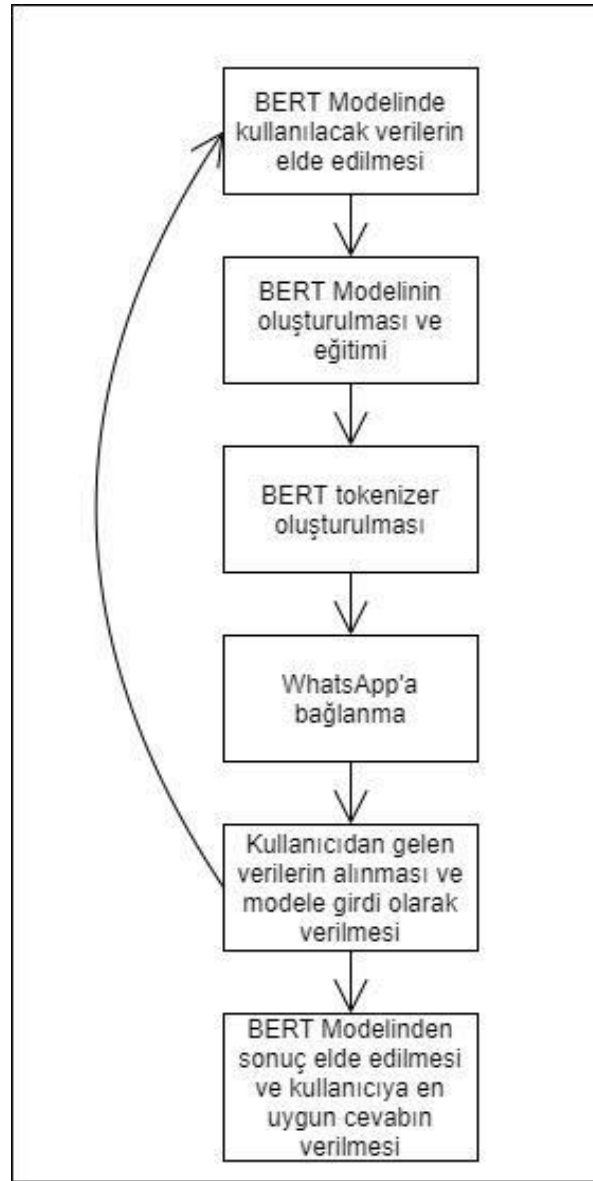 BERT Modelinde
kullanılacak verilerin
elde edilmesi
BERT Modelinin
oluşturulması ve
eğitimi
BERT tokenizer
oluşturulması
WhatsApp'a
bağlanma
Kullanıcıdan gelen
verilerin alınması ve
modele girdi olarak
verilmesi
BERT Modelinden
sonuç elde edilmesi
ve kullanıcıya en
uygun cevabın
verilmesi